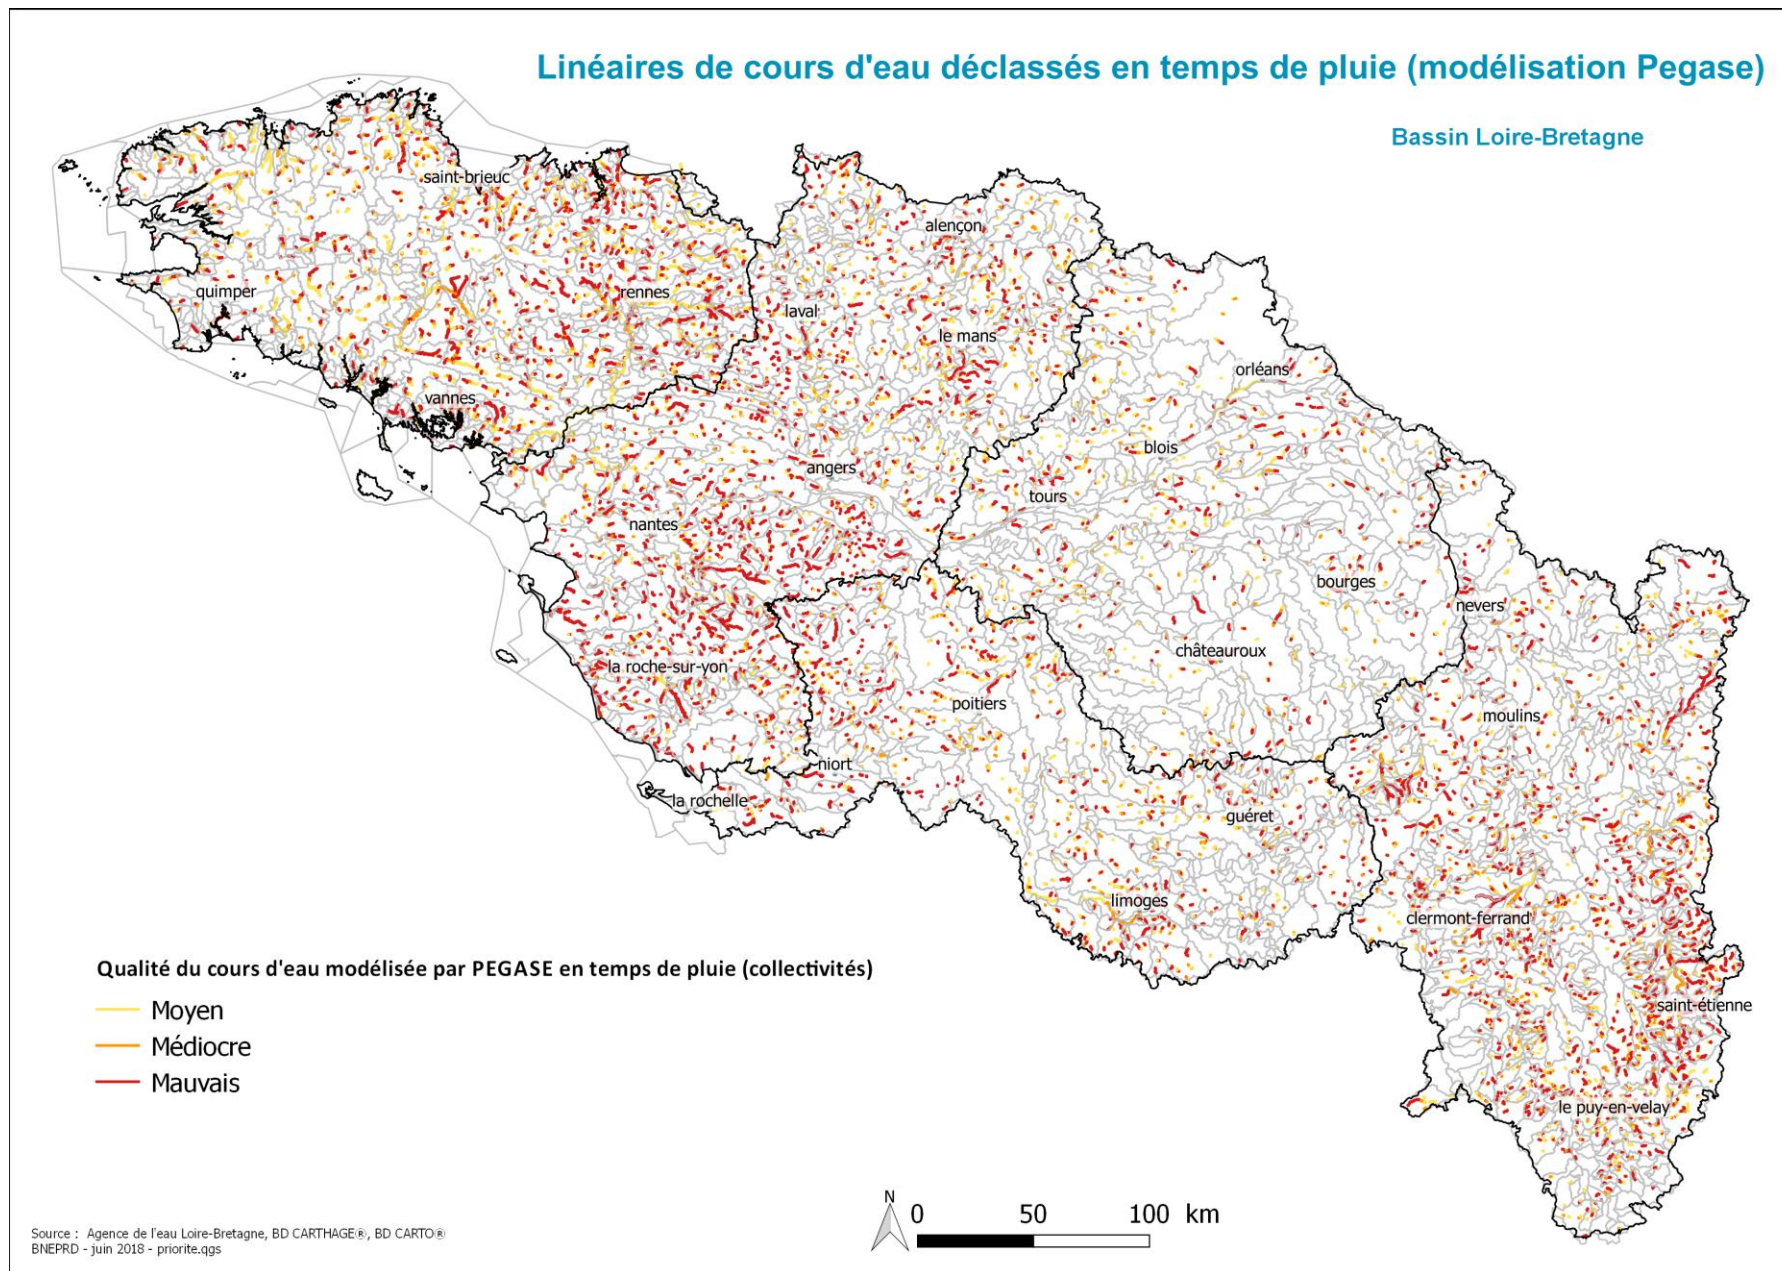 Linéaires de cours d'eau déclassés en temps de pluie (modélisation Pegase)
Bassin Loire-Bretagne
saint-brieuc
alençon
quimper
rennes
laval
le mans
orléans
vannes
blois
angers
tours
nantes
bourges
nevers
châteauroux
la roche-sur-yon
poitiers
moulins
niort
la rochelle
guéret
limoges
clermont-ferrand
saint-étienne
le puy-en-velay
Qualité du cours d'eau modélisée par PEGASE en temps de pluie (collectivités)
Moyen
Médiocre
Mauvais
N
0 50 100 km
Source : Agence de l'eau Loire-Bretagne, BD CARTHAGE®, BD CARTO®
BNEPRD - juin 2018 - priorite.qgs